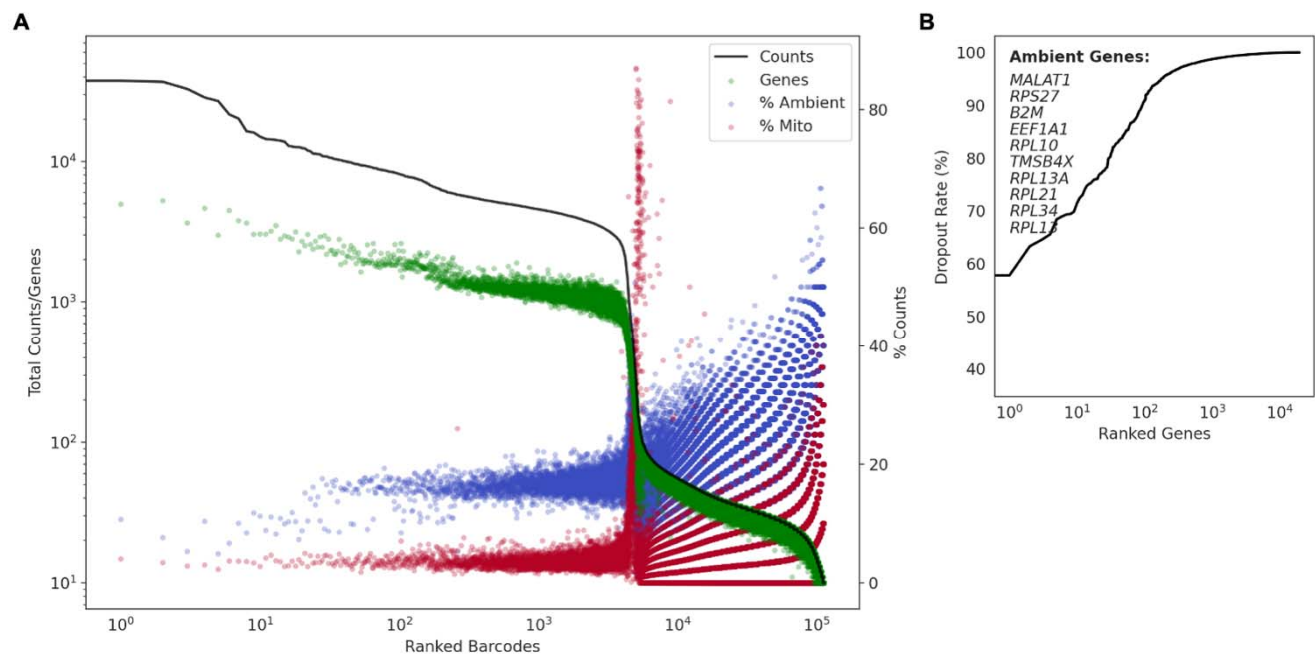 A
Total Counts/Genes
10⁴
10³
10²
10¹
Counts
Genes
% Ambient
% Mito
80
60
40
20
0
% Counts
10⁰ 10¹ 10² 10³ 10⁴ 10⁵
Ranked Barcodes
B
Dropout Rate (%)
100
90
80
70
60
50
40
Ambient Genes:
MALAT1
RPS27
B2M
EEF1A1
RPL10
TMSB4X
RPL13A
RPL21
RPL34
RPL13
10⁰ 10¹ 10² 10³ 10⁴
Ranked Genes